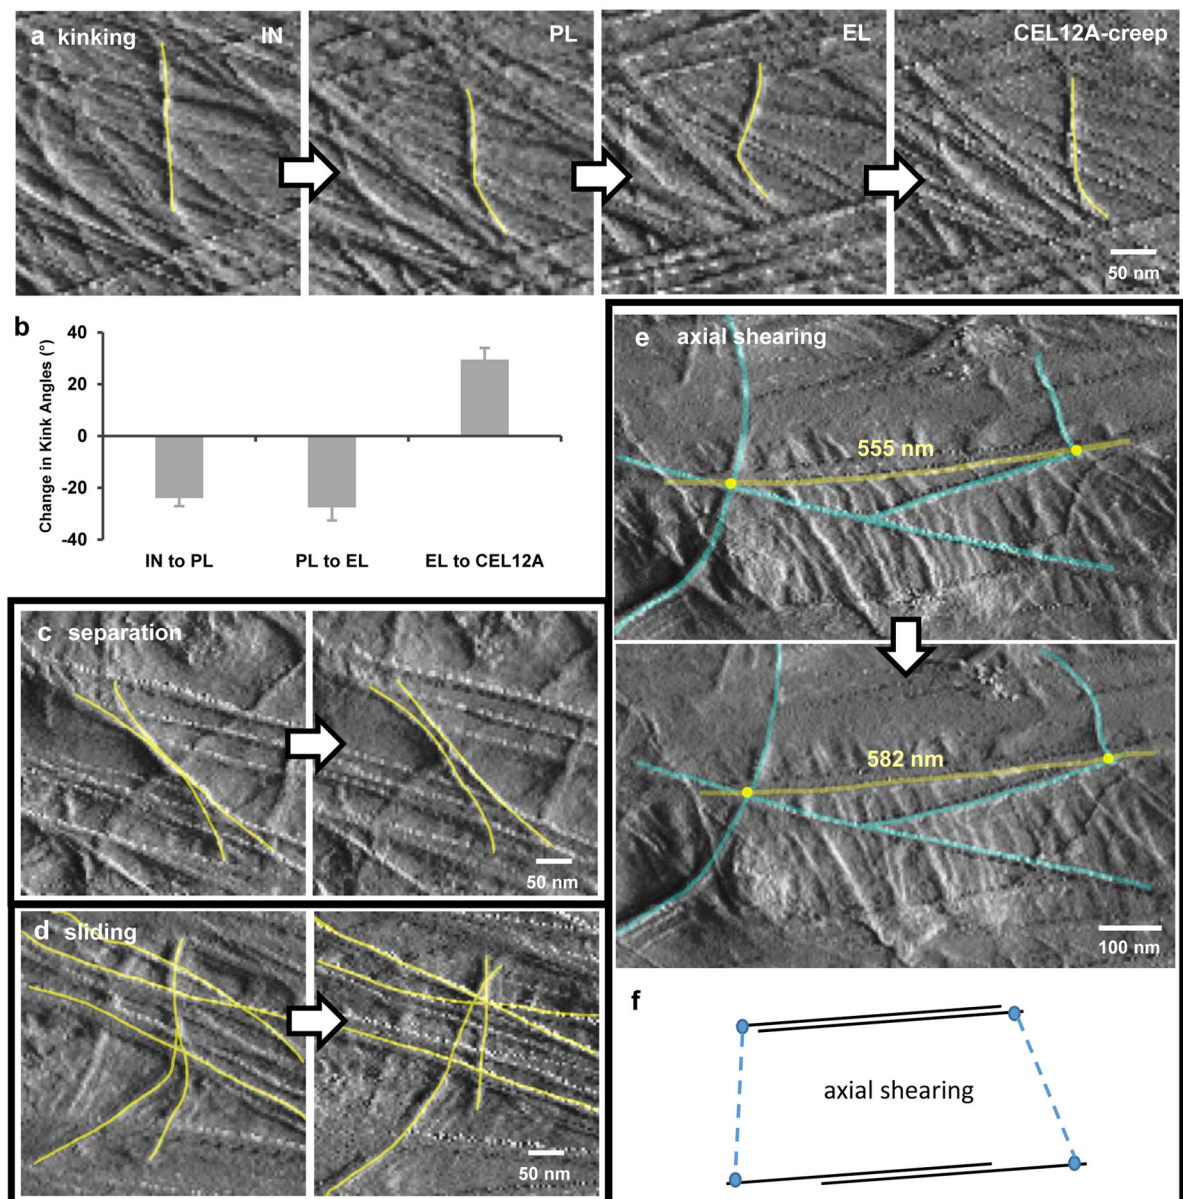 a kinking IN
PL
EL
CEL12A-creep
50 nm
b
Change in Kink Angles (°)
40
20
0
-20
-40
IN to PL
PL to EL
EL to CEL12A
c separation
50 nm
d sliding
50 nm
e axial shearing
555 nm
582 nm
100 nm
f
axial shearing